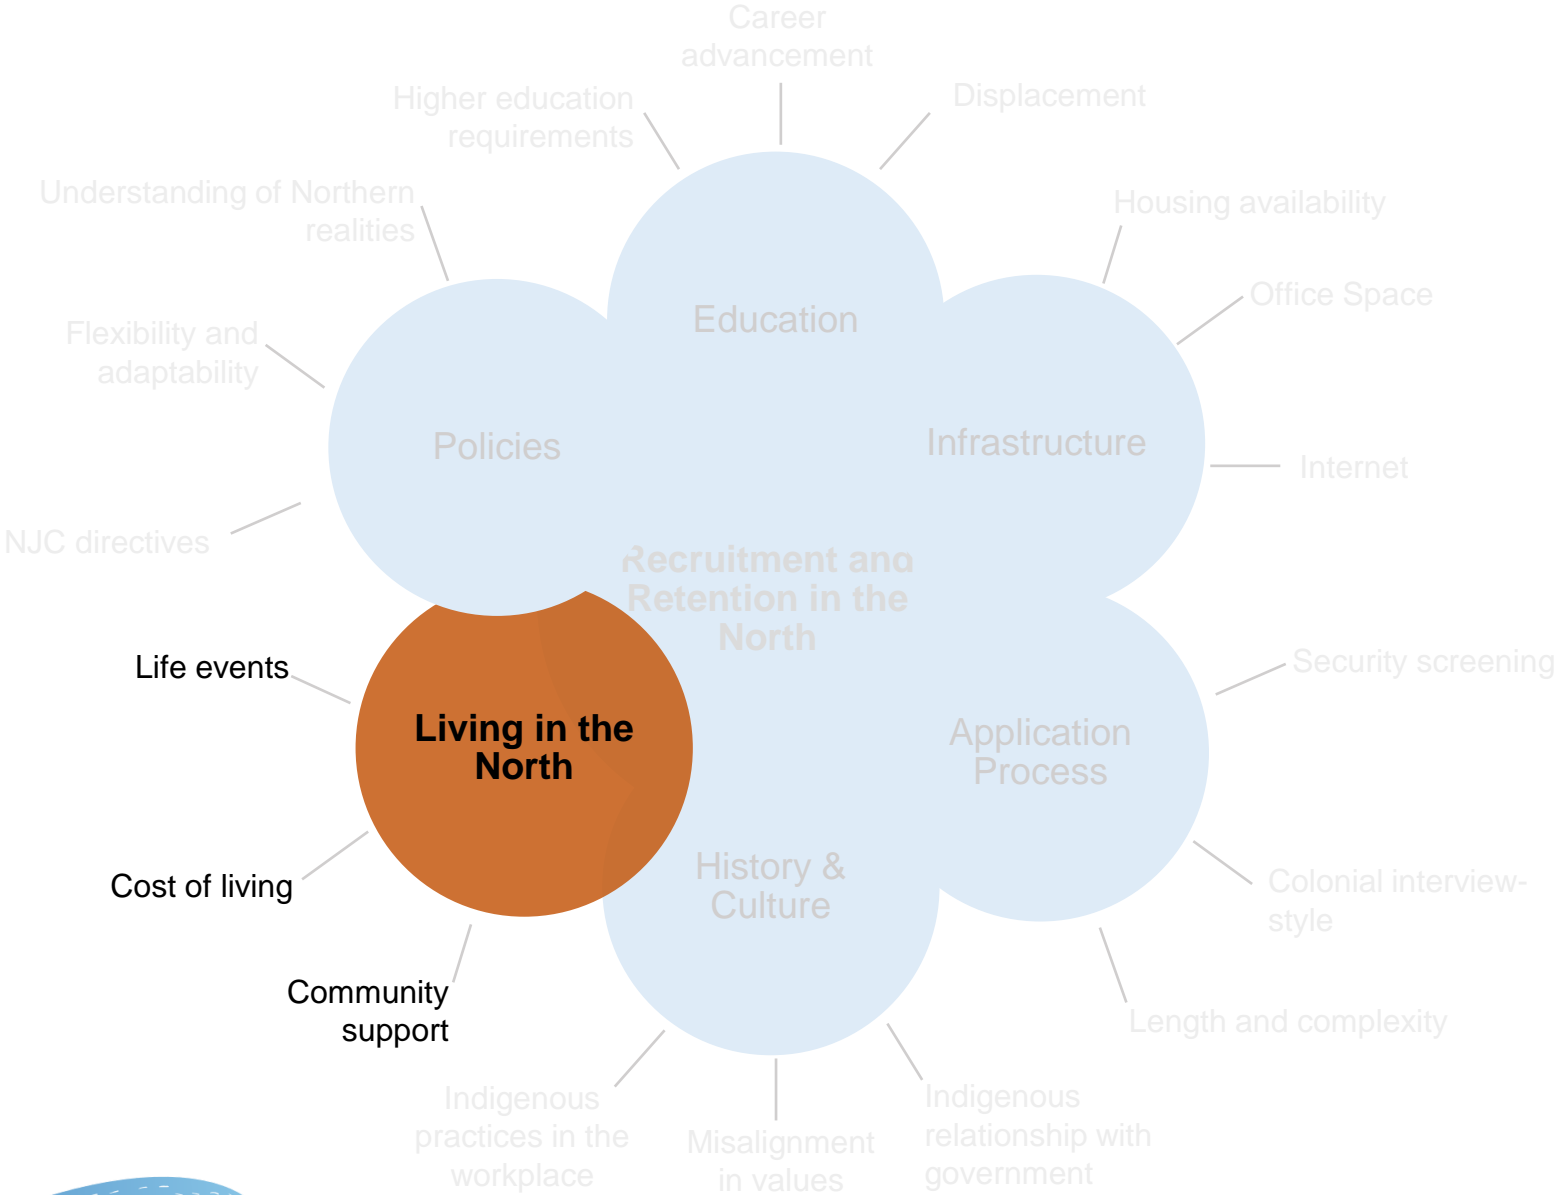 Career
advancement
Higher education
requirements
Displacement
Understanding of Northern
realities
Housing availability
Flexibility and
adaptability
Office Space
Education
Policies
Infrastructure
Internet
NJC directives
Recruitment and
Retention in the
North
Life events
Security screening
Living in the
North
Application
Process
Cost of living
History &
Culture
Colonial interview-
style
Community
support
Length and complexity
Indigenous
practices in the
workplace
Misalignment
in values
Indigenous
relationship with
government